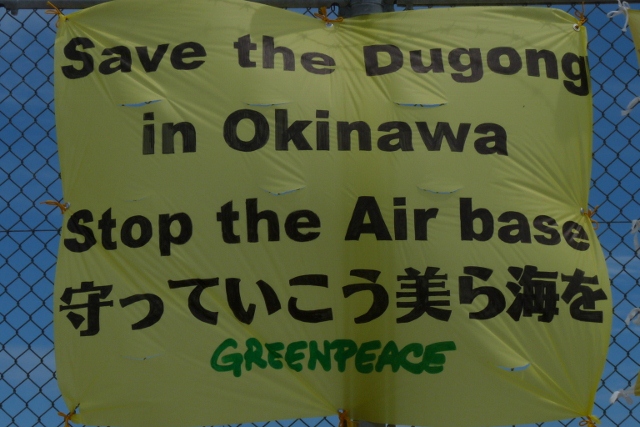 Save the Dugong
in Okinawa
Stop the Air base
守っていこう美ら海を
GREENPEACE